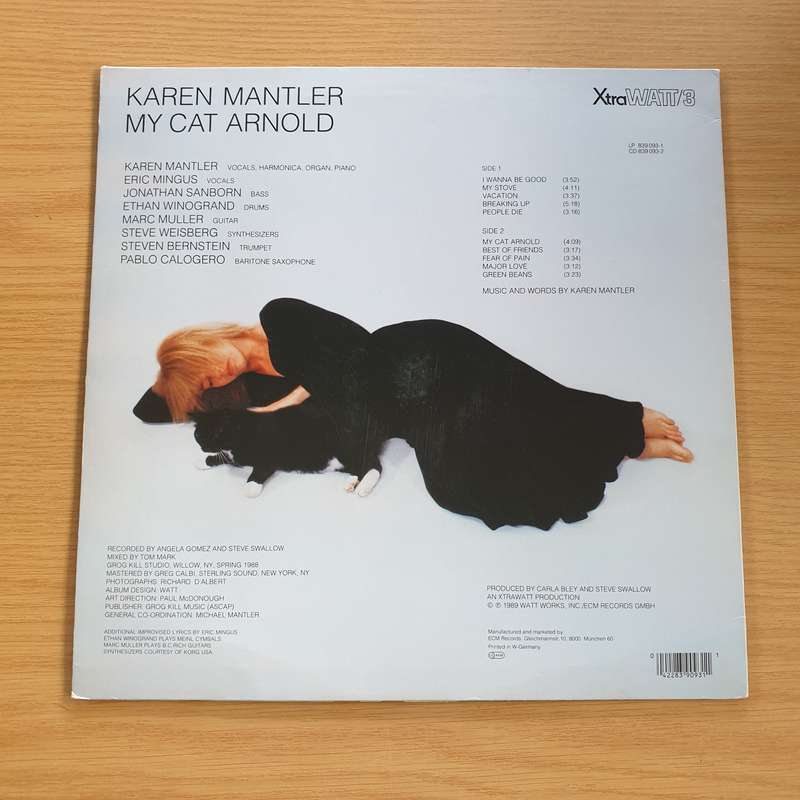 KAREN MANTLER
MY CAT ARNOLD
XtraWATT/3
LP 839 093-1
CD 839 093-2
KAREN MANTLER VOCALS, HARMONICA, ORGAN, PIANO
ERIC MINGUS VOCALS
JONATHAN SANBORN BASS
ETHAN WINOGRAND DRUMS
MARC MULLER GUITAR
STEVE WEISBERG SYNTHESIZERS
STEVEN BERNSTEIN TRUMPET
PABLO CALOGERO BARITONE SAXOPHONE
SIDE 1
I WANNA BE GOOD (3:52)
MY STOVE (4:11)
VACATION (3:37)
BREAKING UP (5:18)
PEOPLE DIE (3:16)
SIDE 2
MY CAT ARNOLD (4:09)
BEST OF FRIENDS (3:17)
FEAR OF PAIN (3:34)
MAJOR LOVE (3:12)
GREEN BEANS (3:23)
MUSIC AND WORDS BY KAREN MANTLER
RECORDED BY ANGELA GOMEZ AND STEVE SWALLOW
MIXED BY TOM MARK
GROG KILL STUDIO, WILLOW, NY, SPRING 1988
MASTERED BY GREG CALBI, STERLING SOUND, NEW YORK, NY
PHOTOGRAPHS: RICHARD D'ALBERT
ALBUM DESIGN: WATT
ART DIRECTION: PAUL McDONOUGH
PUBLISHER: GROG KILL MUSIC (ASCAP)
GENERAL CO-ORDINATION: MICHAEL MANTLER
ADDITIONAL IMPROVISED LYRICS BY ERIC MINGUS
ETHAN WINOGRAND PLAYS MEINL CYMBALS
MARC MULLER PLAYS B.C. RICH GUITARS
SYNTHESIZERS COURTESY OF KORG USA
PRODUCED BY CARLA BLEY AND STEVE SWALLOW
AN XTRAWATT PRODUCTION
© ℗ 1989 WATT WORKS, INC./ECM RECORDS GMBH
Manufactured and marketed by
ECM Records, Gleichmannstr. 10, 8000 München 60
Printed in W-Germany
0 42283 90931 1